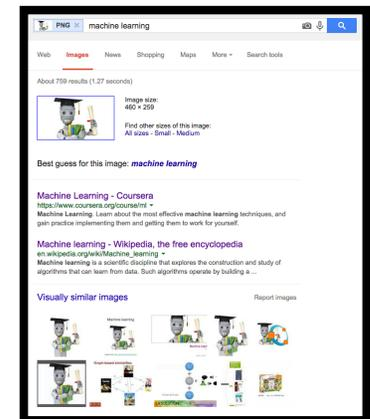 PNG × machine learning
Web Images News Shopping Maps More Search tools
About 759 results (1.27 seconds)
Image size:
460 × 259
Find other sizes of this image:
All sizes - Small - Medium
Best guess for this image: machine learning
Machine Learning - Coursera
https://www.coursera.org/course/ml
Machine Learning. Learn about the most effective machine learning techniques, and
gain practice implementing them and getting them to work for yourself.
Machine learning - Wikipedia, the free encyclopedia
en.wikipedia.org/wiki/Machine_learning
Machine learning is a scientific discipline that explores the construction and study of
algorithms that can learn from data. Such algorithms operate by building a ...
Visually similar images Report images
Machine learning